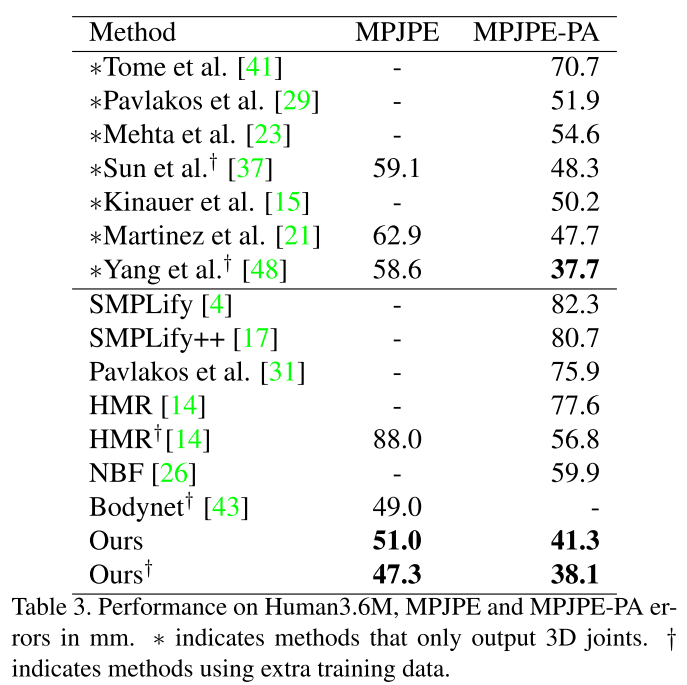 Method MPJPE MPJPE-PA
∗Tome et al. [41] - 70.7
∗Pavlakos et al. [29] - 51.9
∗Mehta et al. [23] - 54.6
∗Sun et al.† [37] 59.1 48.3
∗Kinauer et al. [15] - 50.2
∗Martinez et al. [21] 62.9 47.7
∗Yang et al.† [48] 58.6 37.7
SMPLify [4] - 82.3
SMPLify++ [17] - 80.7
Pavlakos et al. [31] - 75.9
HMR [14] - 77.6
HMR†[14] 88.0 56.8
NBF [26] - 59.9
Bodynet† [43] 49.0 -
Ours 51.0 41.3
Ours† 47.3 38.1
Table 3. Performance on Human3.6M, MPJPE and MPJPE-PA er-
rors in mm. ∗ indicates methods that only output 3D joints. †
indicates methods using extra training data.